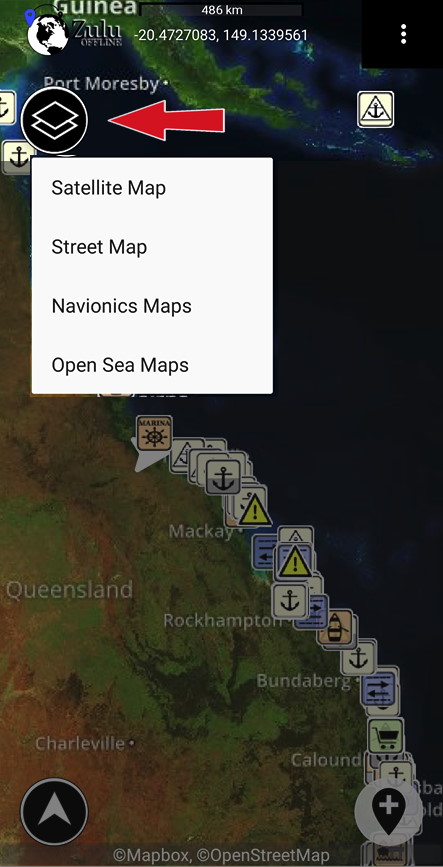 Guinea
486 km
Zulu
OFFLINE
-20.4727083, 149.1339561
Port Moresby
Satellite Map
Street Map
Navionics Maps
Open Sea Maps
MARINA
Mackay
Queensland
Rockhampton
Bundaberg
Charleville
Calound
©Mapbox, ©OpenStreetMap